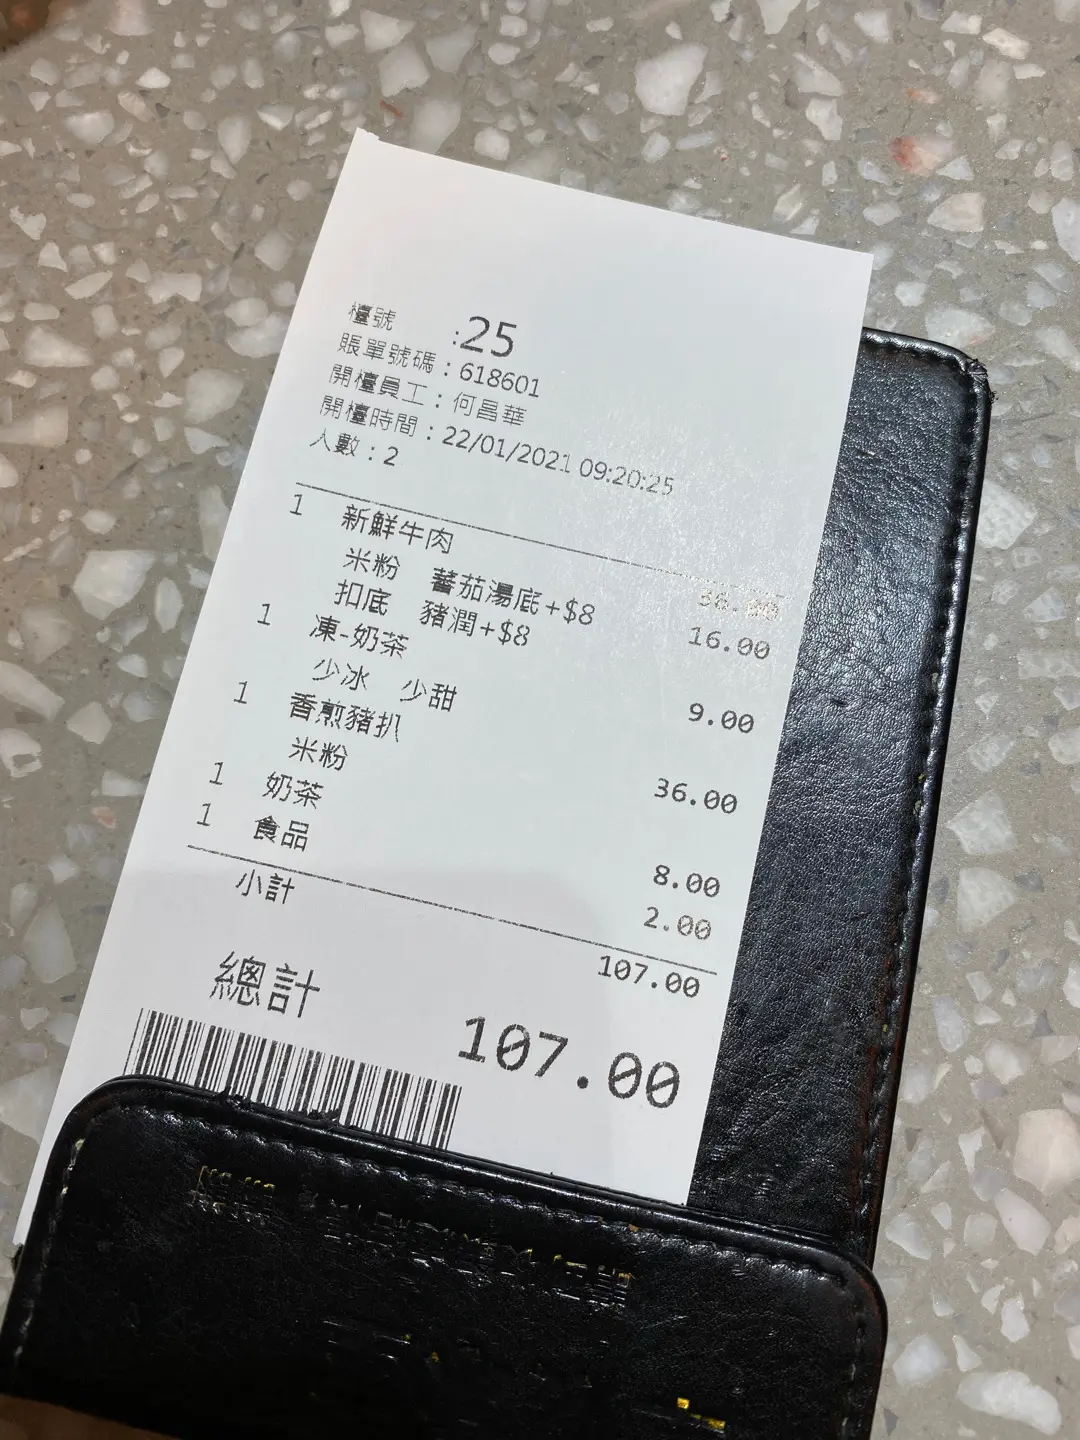 檯號 :25
賬單號碼：618601
開檯員工：何昌華
開檯時間：22/01/2021 09:20:25
人數：2
1 新鮮牛肉 36.00
米粉 蕃茄湯底+$8 16.00
扣底 豬潤+$8
1 凍-奶茶 9.00
少冰 少甜
1 香煎豬扒 36.00
米粉
1 奶茶 8.00
1 食品 2.00
小計 107.00
總計 107.00